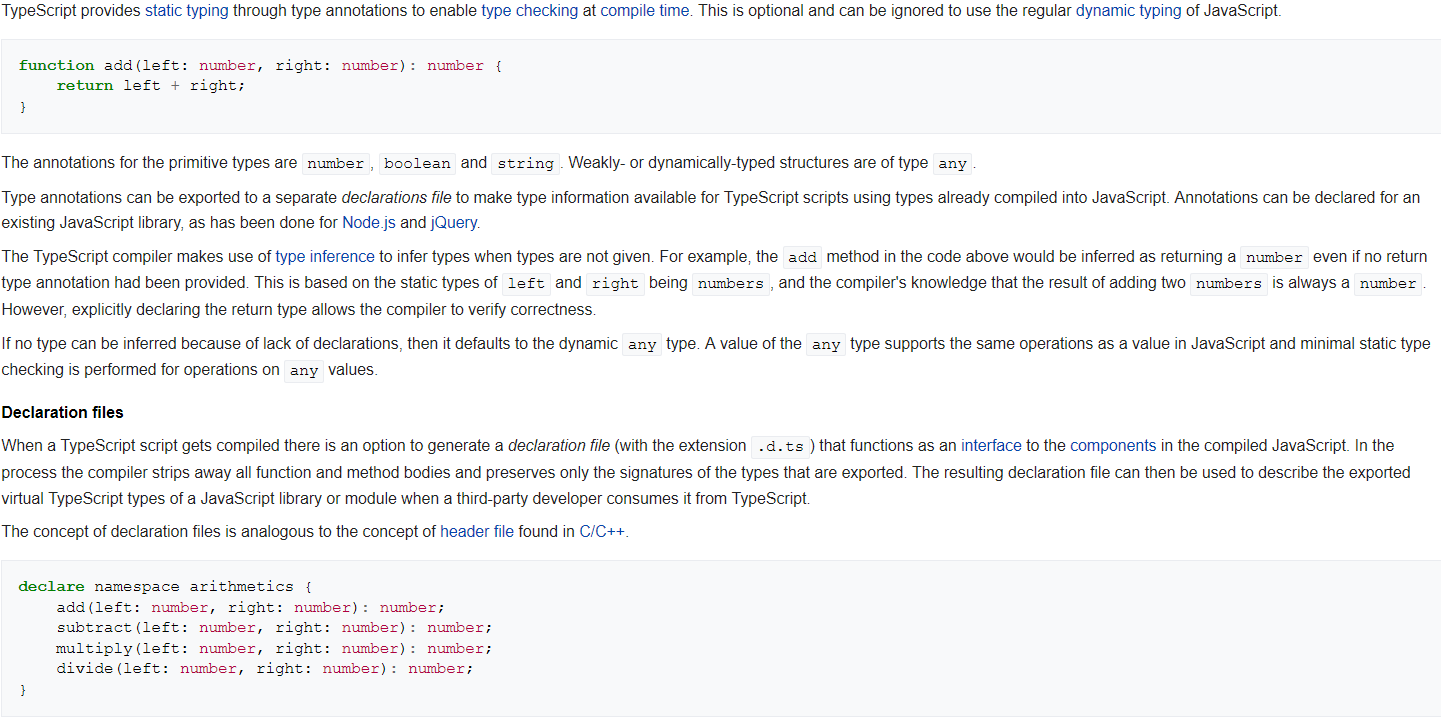 TypeScript provides static typing through type annotations to enable type checking at compile time. This is optional and can be ignored to use the regular dynamic typing of JavaScript.
function add(left: number, right: number): number {
    return left + right;
}
The annotations for the primitive types are number, boolean and string. Weakly- or dynamically-typed structures are of type any.
Type annotations can be exported to a separate declarations file to make type information available for TypeScript scripts using types already compiled into JavaScript. Annotations can be declared for an
existing JavaScript library, as has been done for Node.js and jQuery.
The TypeScript compiler makes use of type inference to infer types when types are not given. For example, the add method in the code above would be inferred as returning a number even if no return
type annotation had been provided. This is based on the static types of left and right being numbers, and the compiler's knowledge that the result of adding two numbers is always a number.
However, explicitly declaring the return type allows the compiler to verify correctness.
If no type can be inferred because of lack of declarations, then it defaults to the dynamic any type. A value of the any type supports the same operations as a value in JavaScript and minimal static type
checking is performed for operations on any values.
Declaration files
When a TypeScript script gets compiled there is an option to generate a declaration file (with the extension .d.ts) that functions as an interface to the components in the compiled JavaScript. In the
process the compiler strips away all function and method bodies and preserves only the signatures of the types that are exported. The resulting declaration file can then be used to describe the exported
virtual TypeScript types of a JavaScript library or module when a third-party developer consumes it from TypeScript.
The concept of declaration files is analogous to the concept of header file found in C/C++.
declare namespace arithmetics {
    add(left: number, right: number): number;
    subtract(left: number, right: number): number;
    multiply(left: number, right: number): number;
    divide(left: number, right: number): number;
}